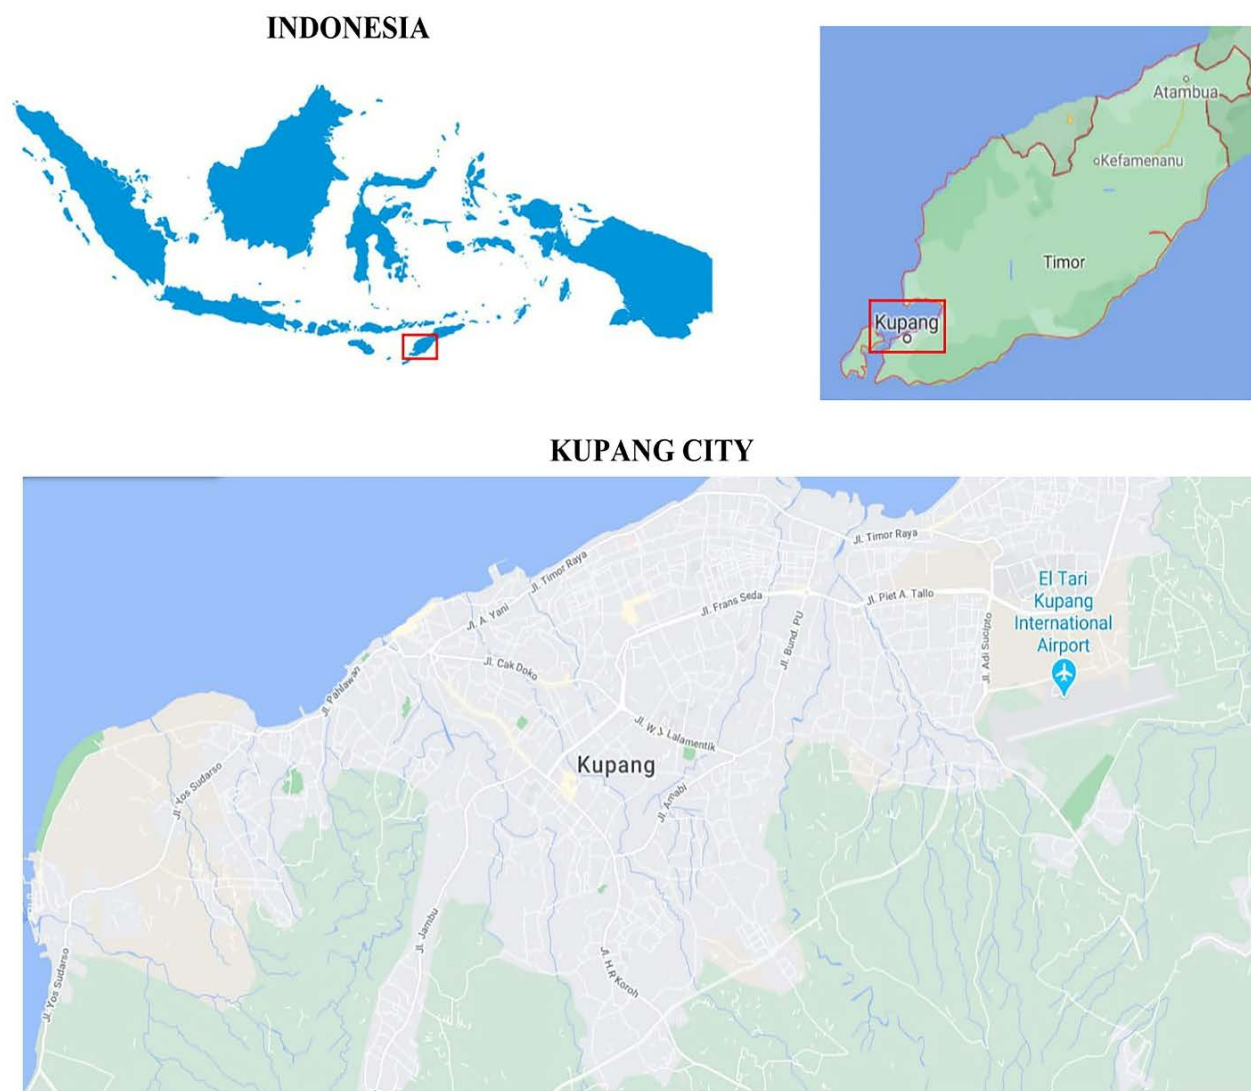 INDONESIA
Atambua
Kefamenanu
Timor
Kupang
KUPANG CITY
Jl. Timor Raya
Jl. Timor Raya
El Tari
Kupang
International
Airport
Jl. Piet A. Tallo
Jl. Frans Seda
Jl. A. Yani
Jl. Bund. PU
Jl. Adi Sucipto
Jl. Cak Doko
Jl. Pahlawan
Jl. W. J. Lalamentik
Kupang
Jl. Yos Sudarso
Jl. Amabi
Jl. Jambu
Jl. H.R Koroh
Jl. Yos Sudarso